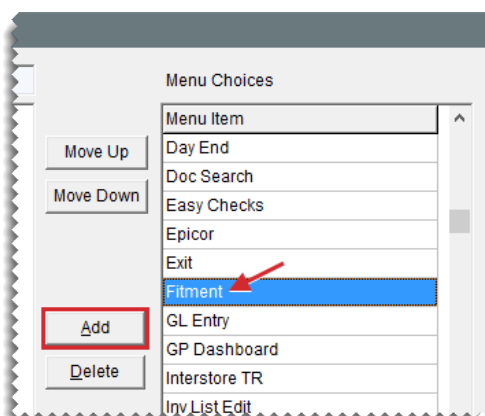 Menu Choices
Menu Item
Move Up
Day End
Doc Search
Move Down
Easy Checks
Epicor
Exit
Fitment
Add
GL Entry
GP Dashboard
Delete
Interstore TR
Inv List Edit